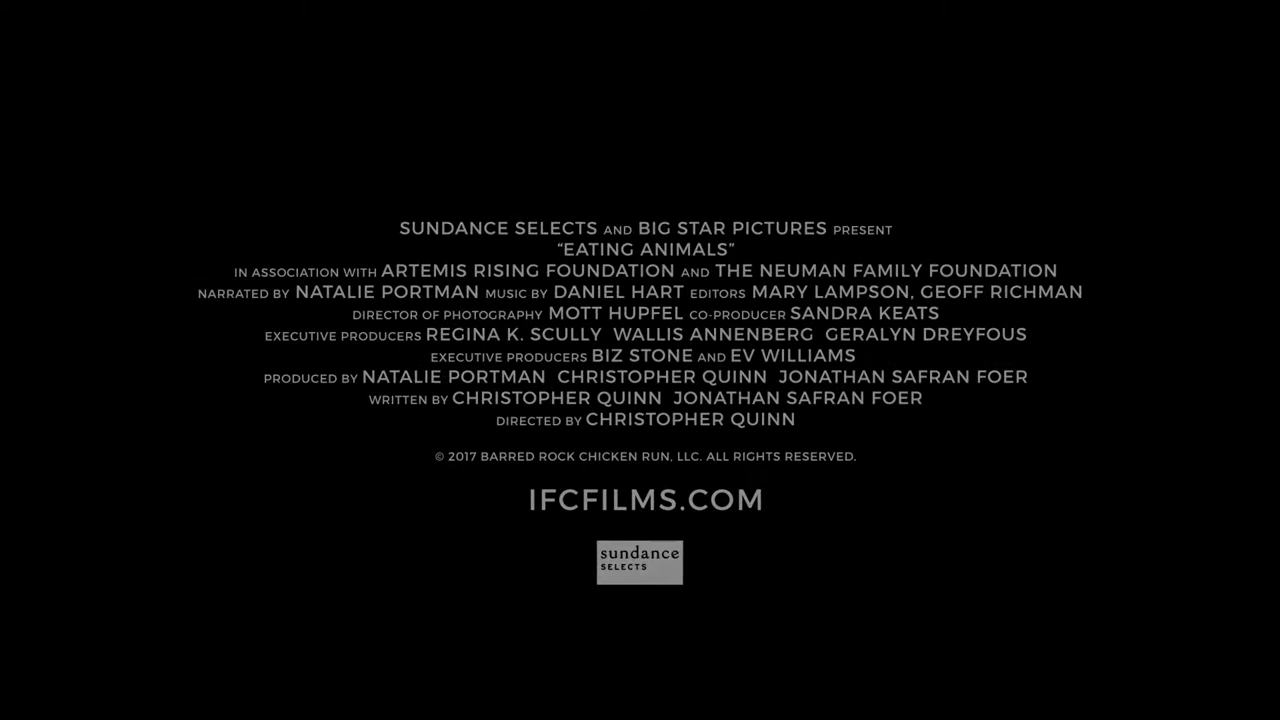 SUNDANCE SELECTS AND BIG STAR PICTURES PRESENT
“EATING ANIMALS”
IN ASSOCIATION WITH ARTEMIS RISING FOUNDATION AND THE NEUMAN FAMILY FOUNDATION
NARRATED BY NATALIE PORTMAN MUSIC BY DANIEL HART EDITORS MARY LAMPSON, GEOFF RICHMAN
DIRECTOR OF PHOTOGRAPHY MOTT HUPFEL CO-PRODUCER SANDRA KEATS
EXECUTIVE PRODUCERS REGINA K. SCULLY WALLIS ANNENBERG GERALYN DREYFOUS
EXECUTIVE PRODUCERS BIZ STONE AND EV WILLIAMS
PRODUCED BY NATALIE PORTMAN CHRISTOPHER QUINN JONATHAN SAFRAN FOER
WRITTEN BY CHRISTOPHER QUINN JONATHAN SAFRAN FOER
DIRECTED BY CHRISTOPHER QUINN
© 2017 BARRED ROCK CHICKEN RUN, LLC. ALL RIGHTS RESERVED.
IFCFILMS.COM
sundance
SELECTS